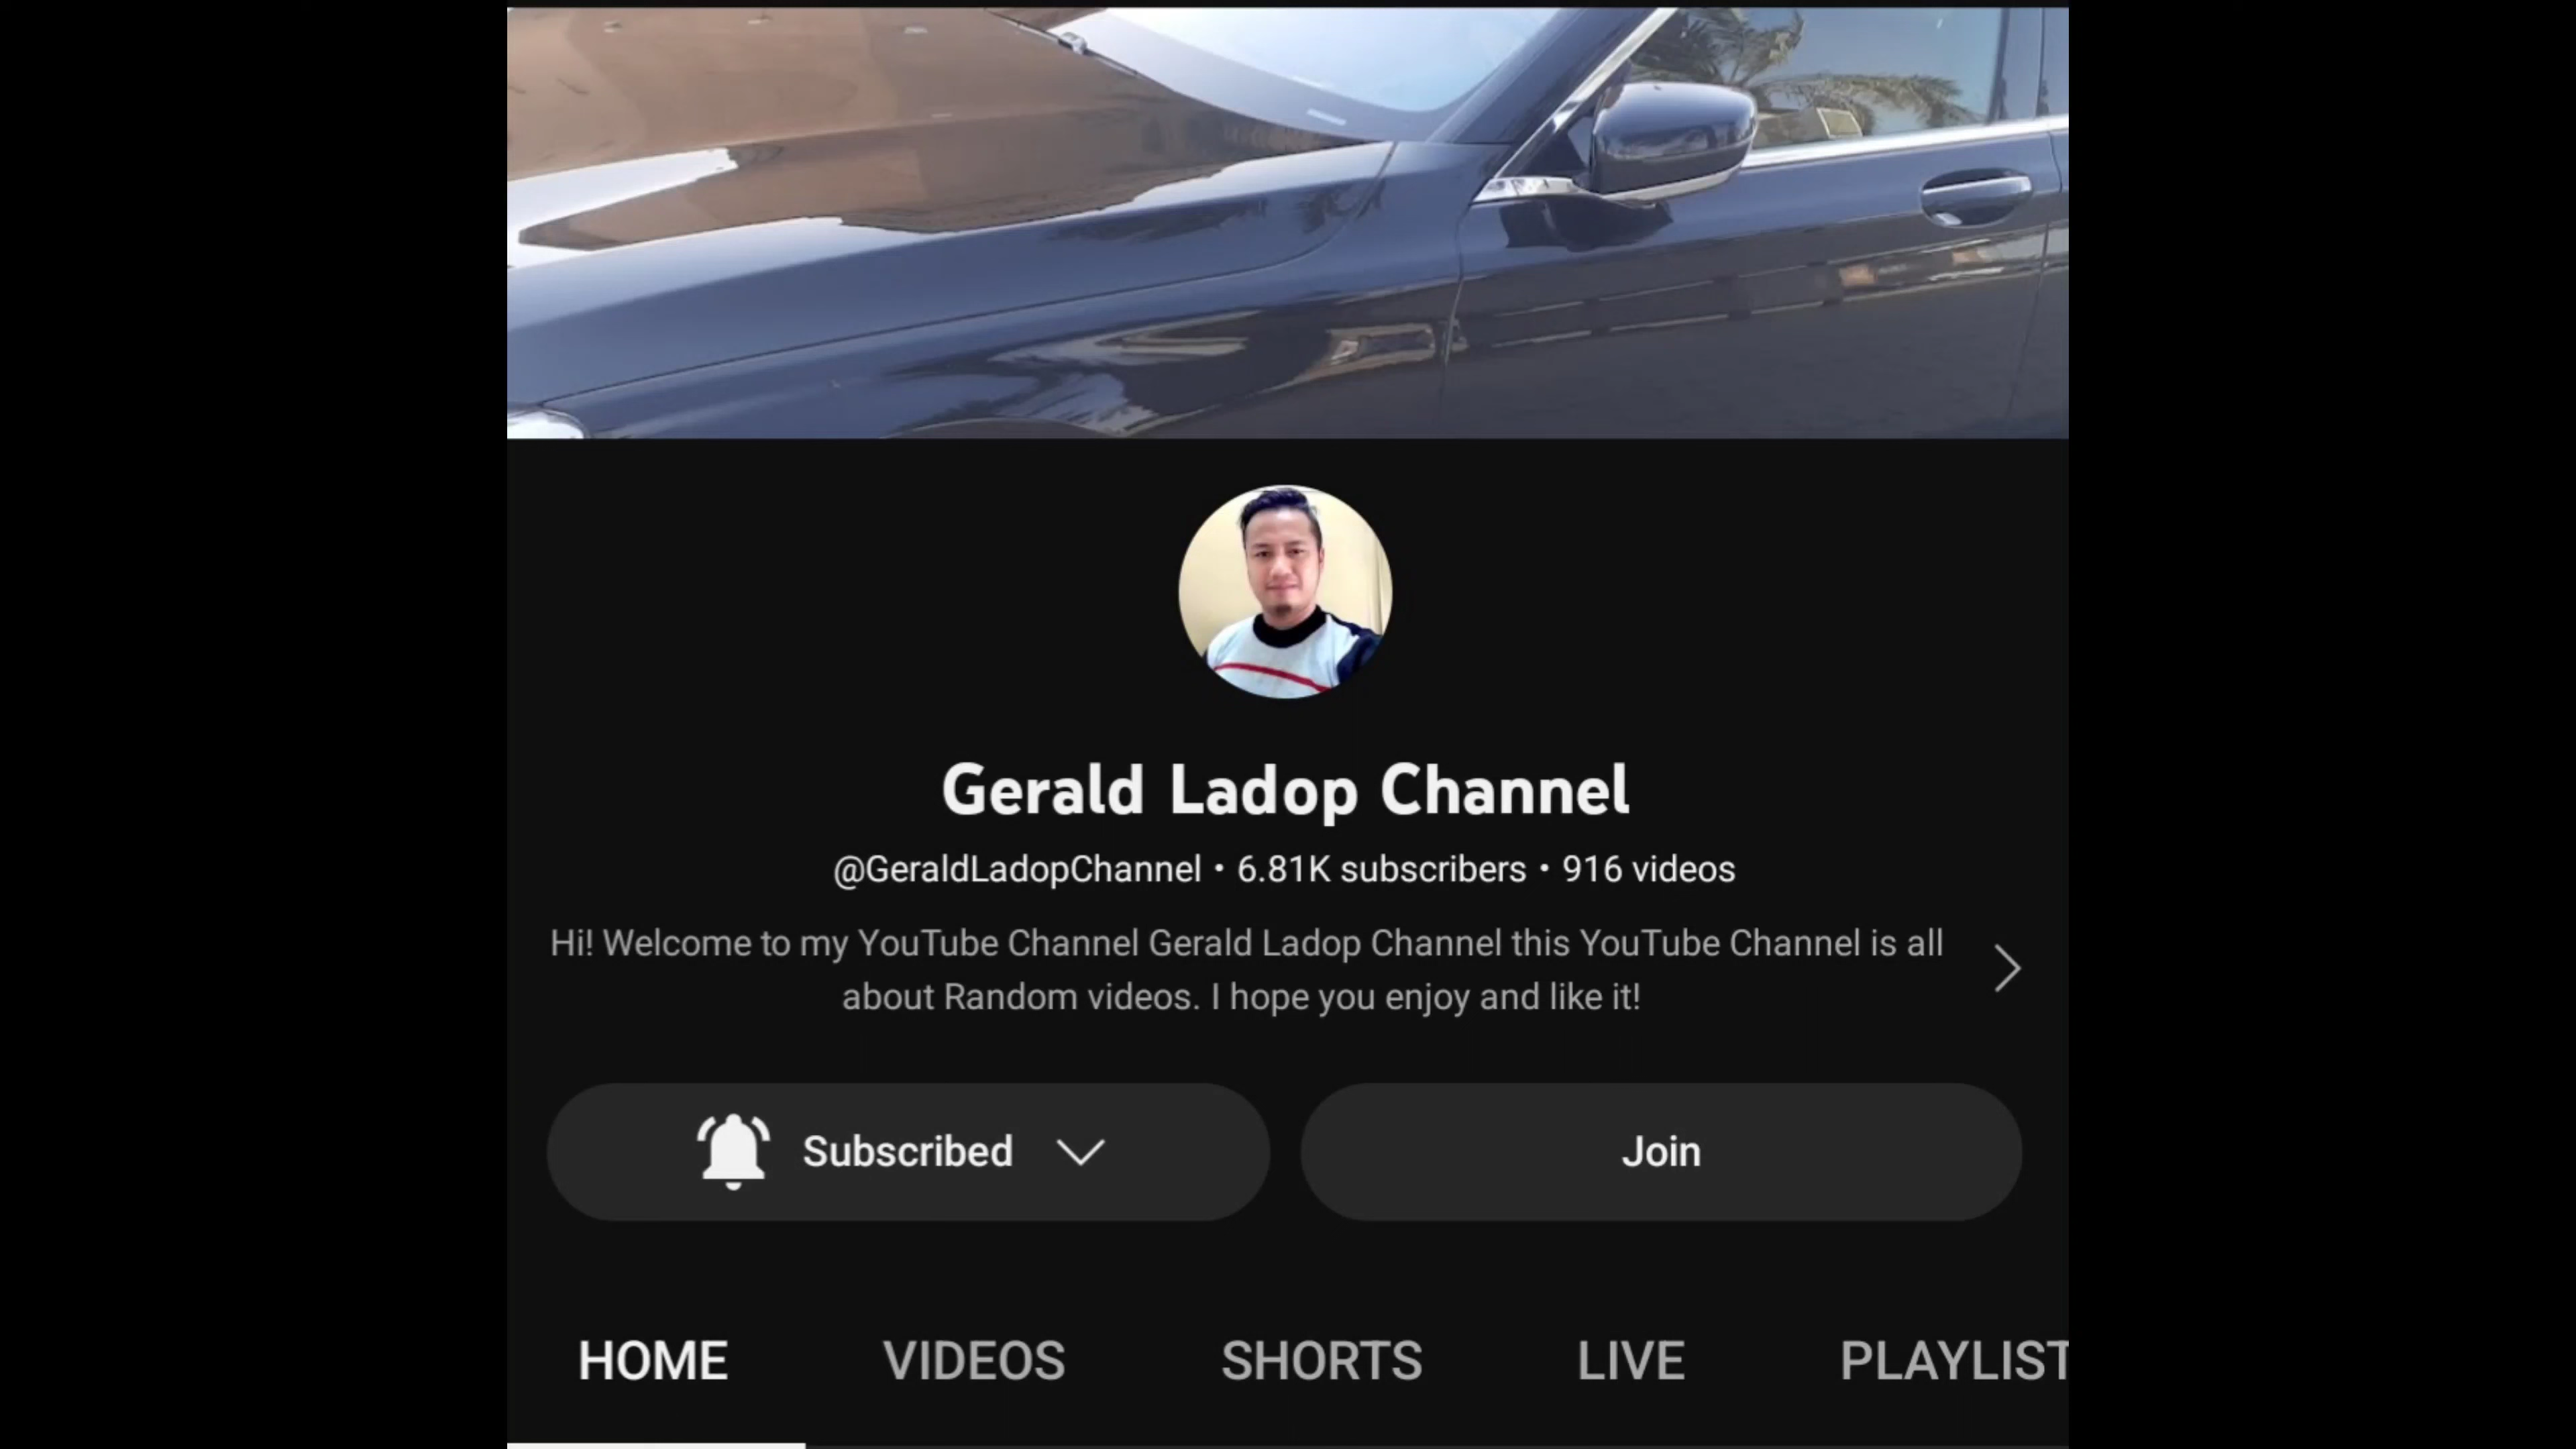 Gerald Ladop Channel
@GeraldLadopChannel • 6.81K subscribers • 916 videos
Hi! Welcome to my YouTube Channel Gerald Ladop Channel this YouTube Channel is all
about Random videos. I hope you enjoy and like it!
Subscribed Join
HOME VIDEOS SHORTS LIVE PLAYLIST